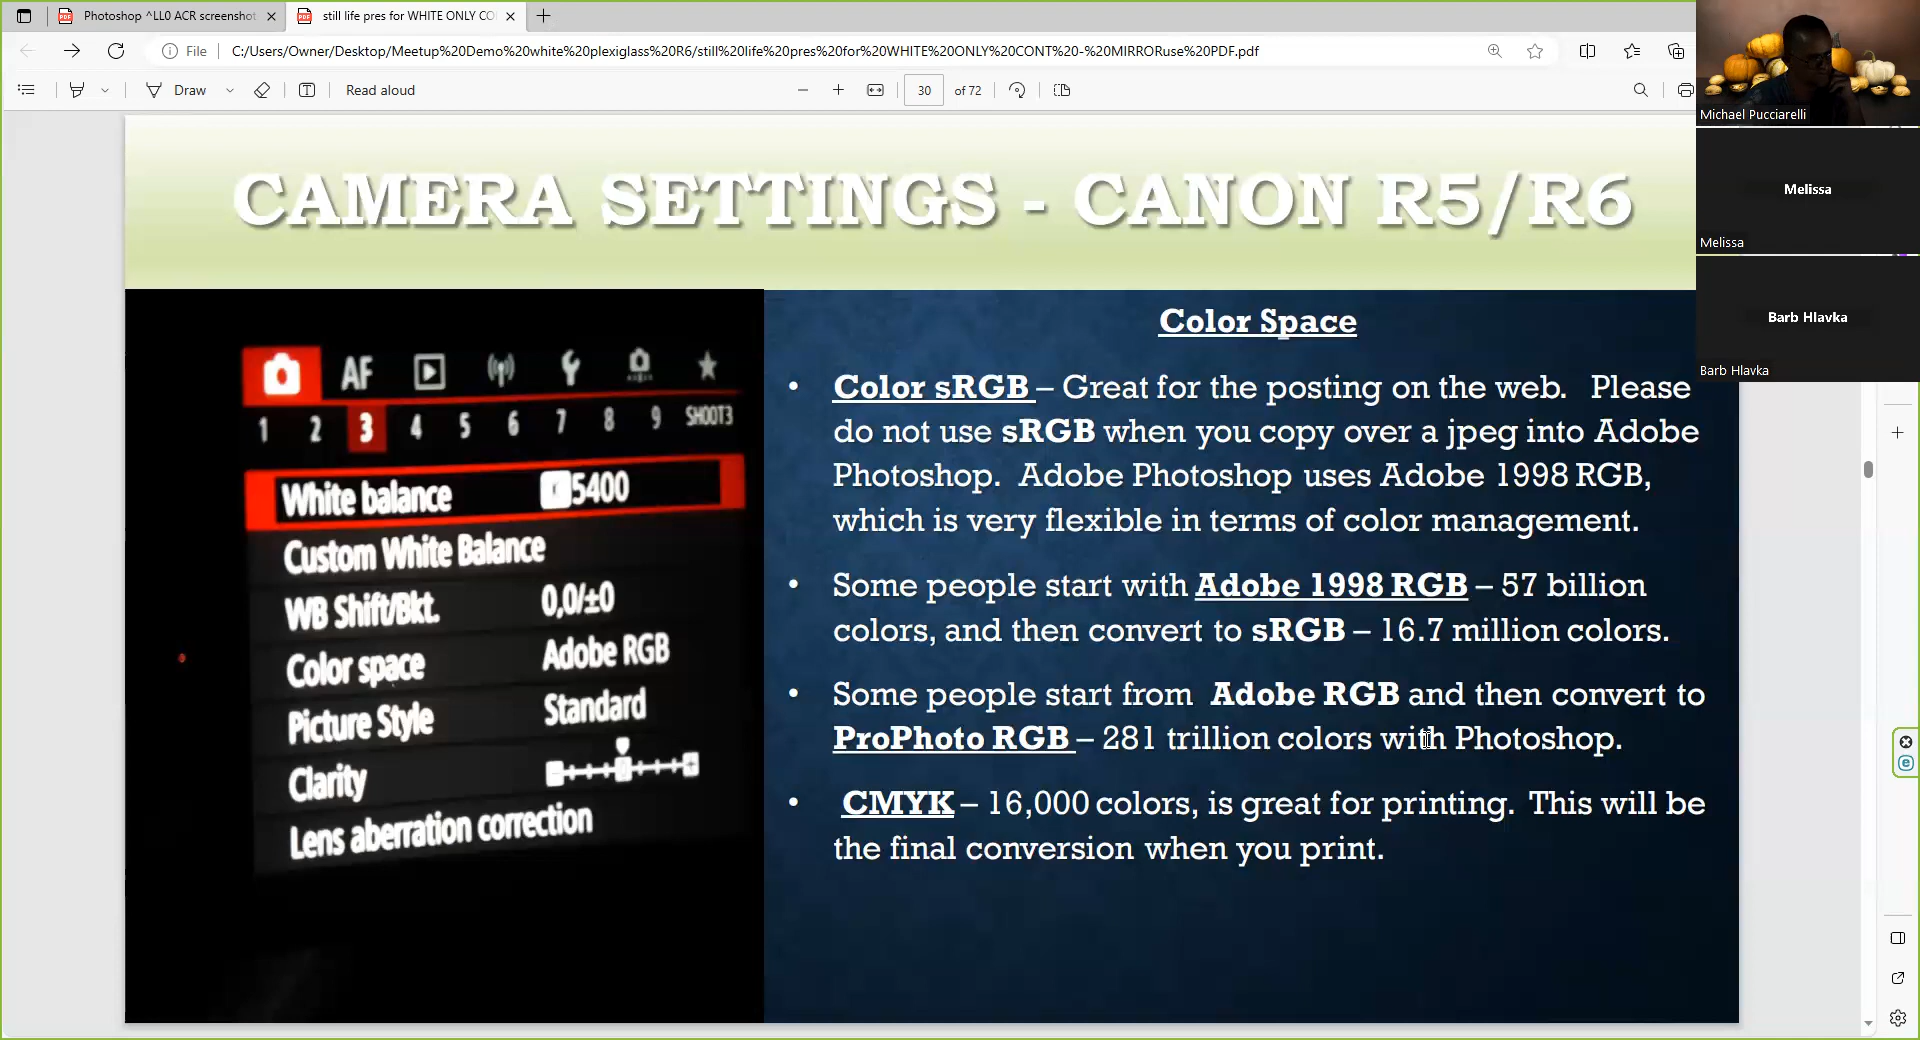 Photoshop ^LL0 ACR screenshot
still life pres for WHITE ONLY CO
File
C:/Users/Owner/Desktop/Meetup%20Demo%20white%20plexiglass%20R6/still%20life%20pres%20for%20WHITE%20ONLY%20CONT%20-%20MIRRORuse%20PDF.pdf
Draw
Read aloud
30 of 72
Michael Pucciarelli
Melissa
Melissa
Barb Hlavka
Barb Hlavka
CAMERA SETTINGS - CANON R5/R6
AF
1 2 3 4 5 6 7 8 9 SHOOT3
White balance K 5400
Custom White Balance
WB Shift/Bkt. 0,0/±0
Color space Adobe RGB
Picture Style Standard
Clarity
Lens aberration correction
Color Space
• Color sRGB – Great for the posting on the web. Please
do not use sRGB when you copy over a jpeg into Adobe
Photoshop. Adobe Photoshop uses Adobe 1998 RGB,
which is very flexible in terms of color management.
• Some people start with Adobe 1998 RGB – 57 billion
colors, and then convert to sRGB – 16.7 million colors.
• Some people start from Adobe RGB and then convert to
ProPhoto RGB – 281 trillion colors with Photoshop.
• CMYK – 16,000 colors, is great for printing. This will be
the final conversion when you print.